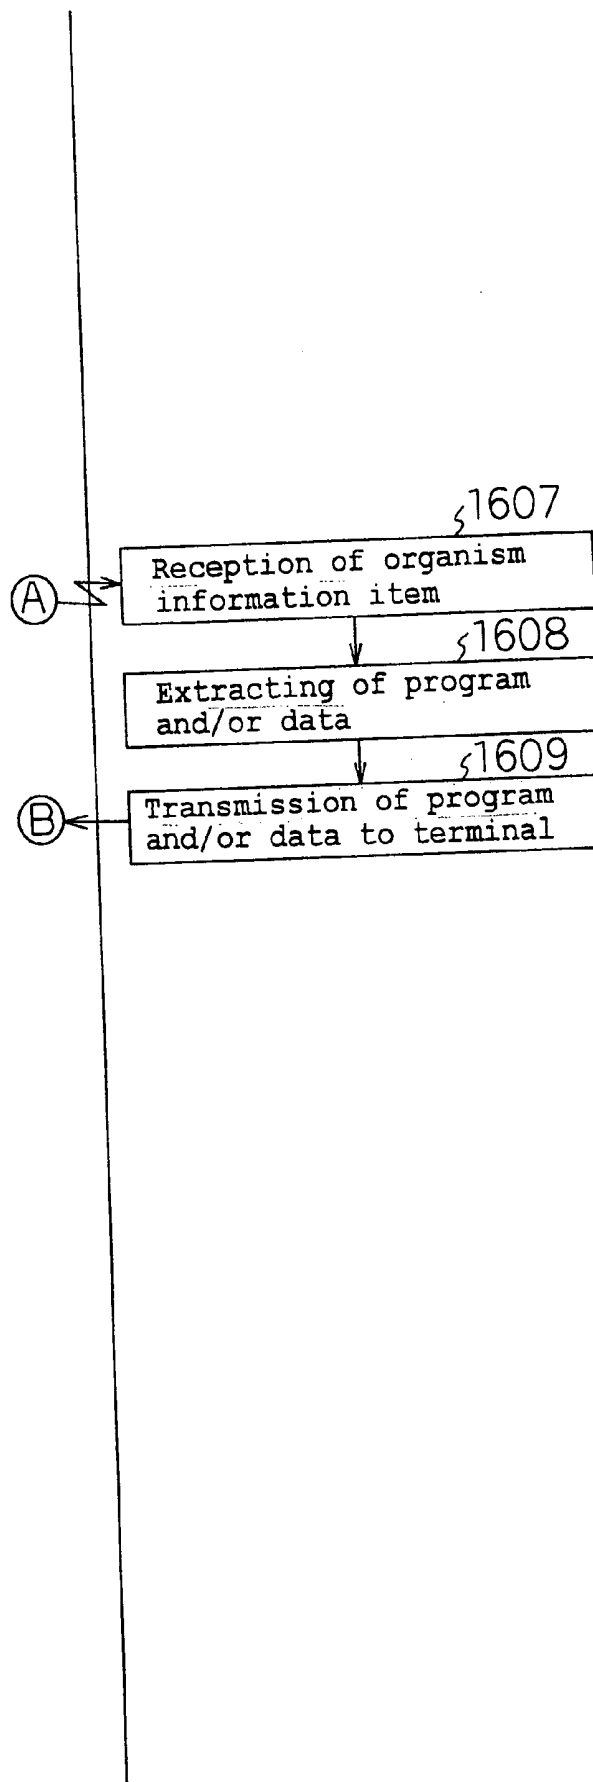 1607
A
Reception of organism
information item
1608
Extracting of program
and/or data
1609
B
Transmission of program
and/or data to terminal